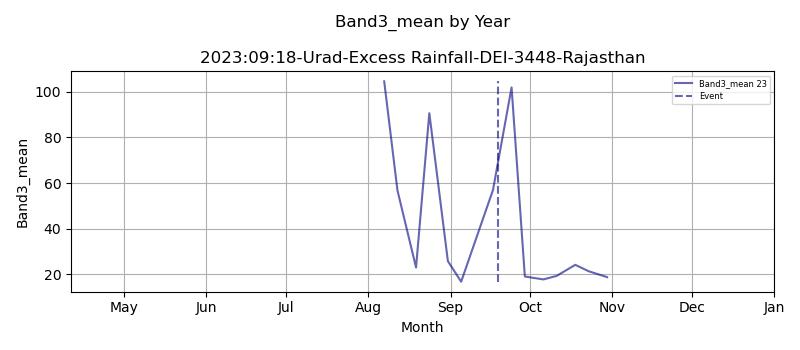 Band3_mean by Year
2023:09:18-Urad-Excess Rainfall-DEI-3448-Rajasthan
Band3_mean 23
Event
100
80
60
40
20
Band3_mean
May Jun Jul Aug Sep Oct Nov Dec Jan
Month